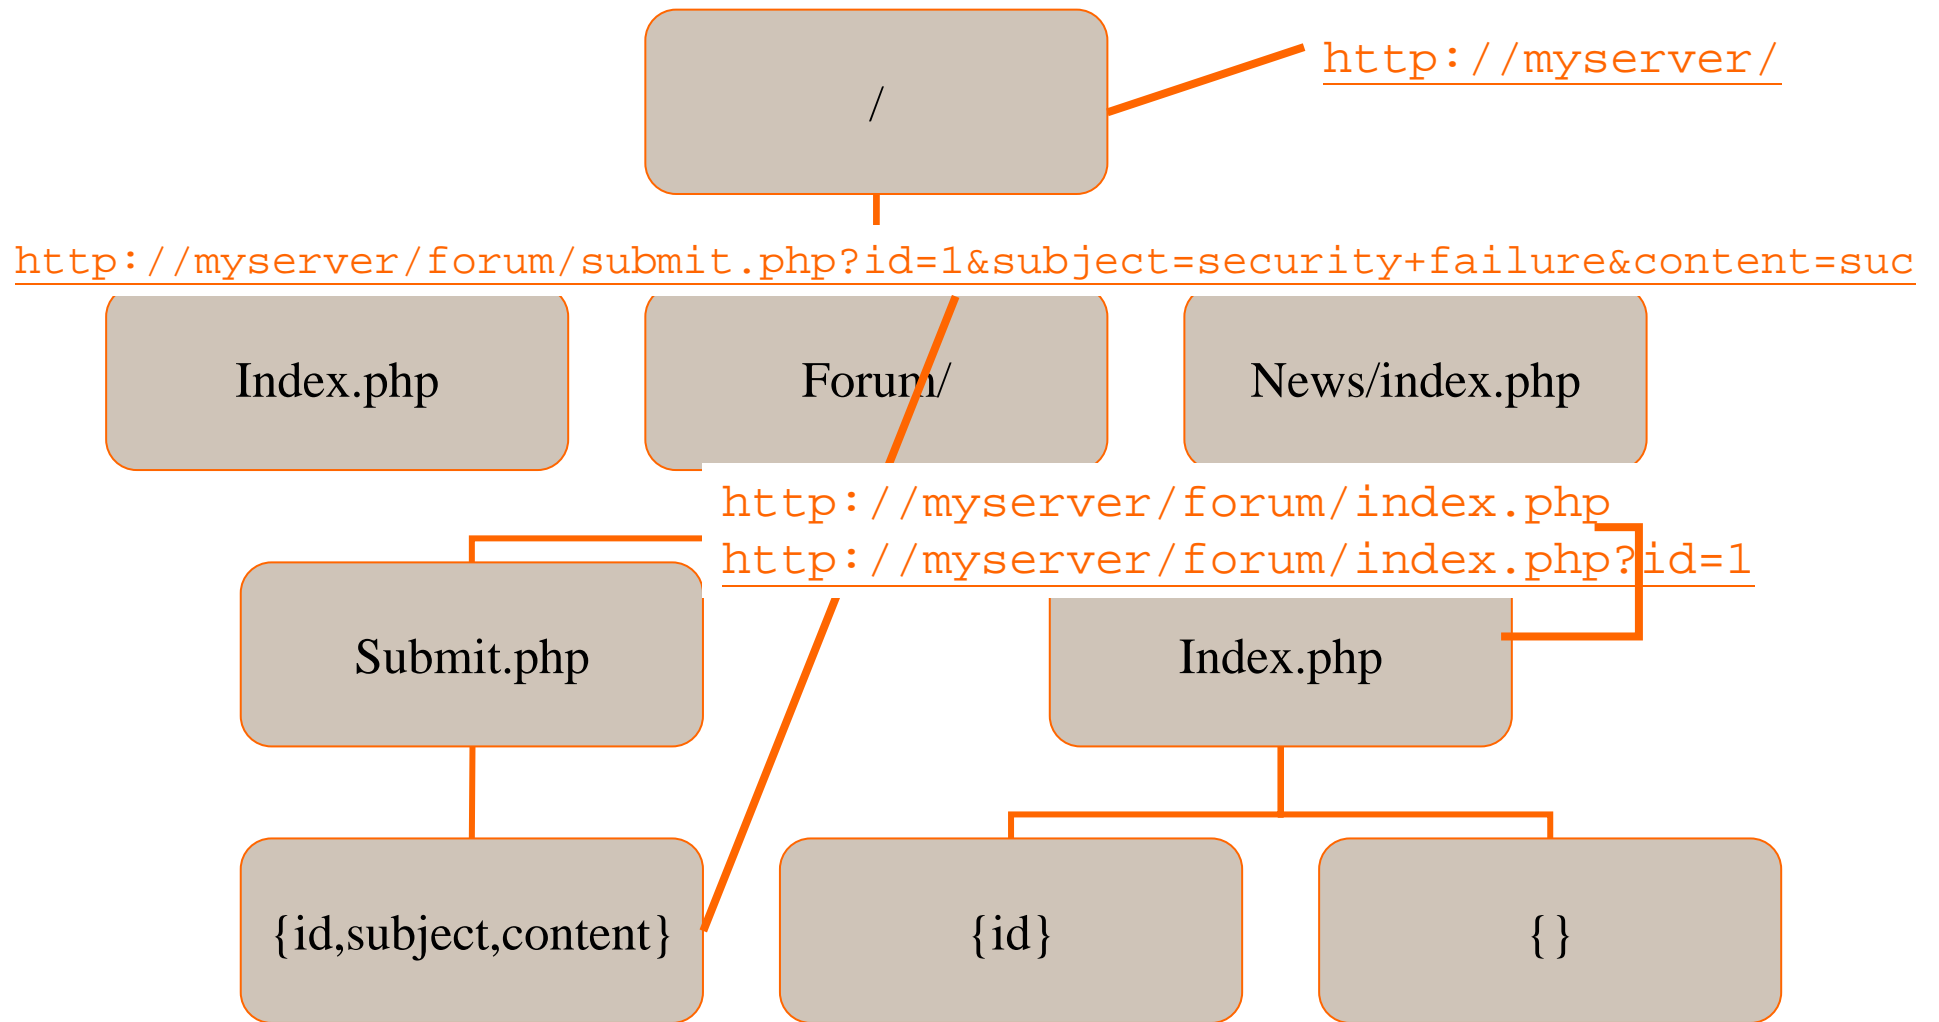 /
http://myserver/
http://myserver/forum/submit.php?id=1&subject=security+failure&content=suc
Index.php
Forum/
News/index.php
http://myserver/forum/index.php
http://myserver/forum/index.php?id=1
Submit.php
Index.php
{id,subject,content}
{id}
{}